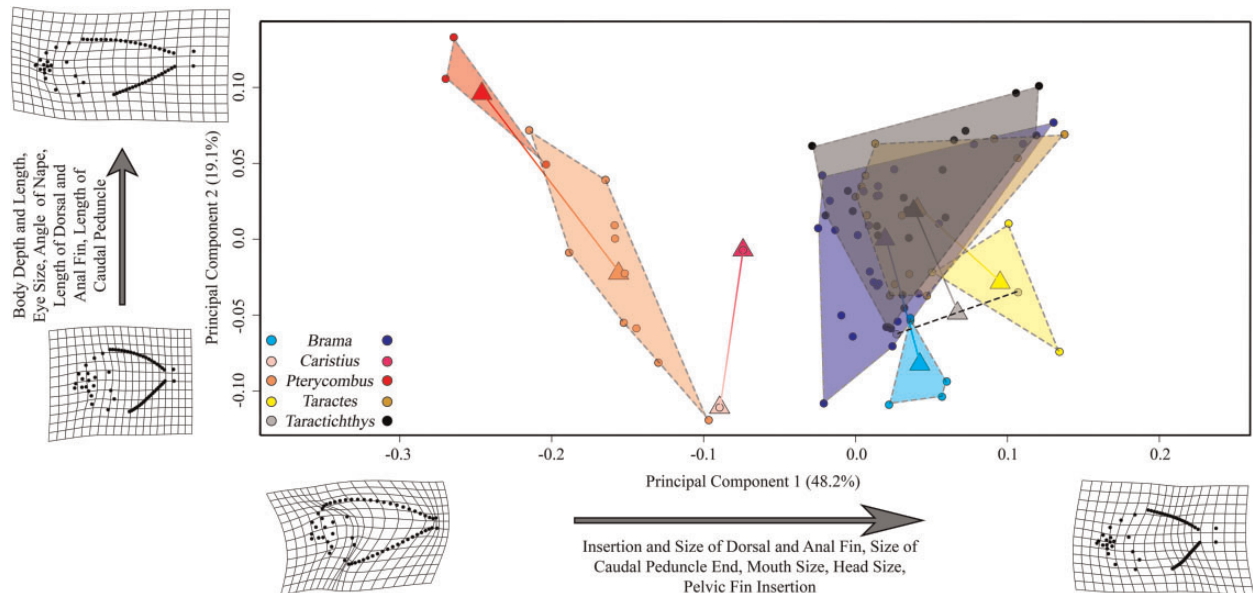 Body Depth and Length,
Eye Size, Angle of Nape,
Length of Dorsal and
Anal Fin, Length of
Caudal Peduncle
Principal Component 2 (19.1%)
0.10
0.05
0.0
-0.05
-0.10
Brama
Caristius
Pterycombus
Taractes
Taractichthys
-0.3
-0.2
-0.1
0.0
0.1
0.2
Principal Component 1 (48.2%)
Insertion and Size of Dorsal and Anal Fin, Size of
Caudal Peduncle End, Mouth Size, Head Size,
Pelvic Fin Insertion